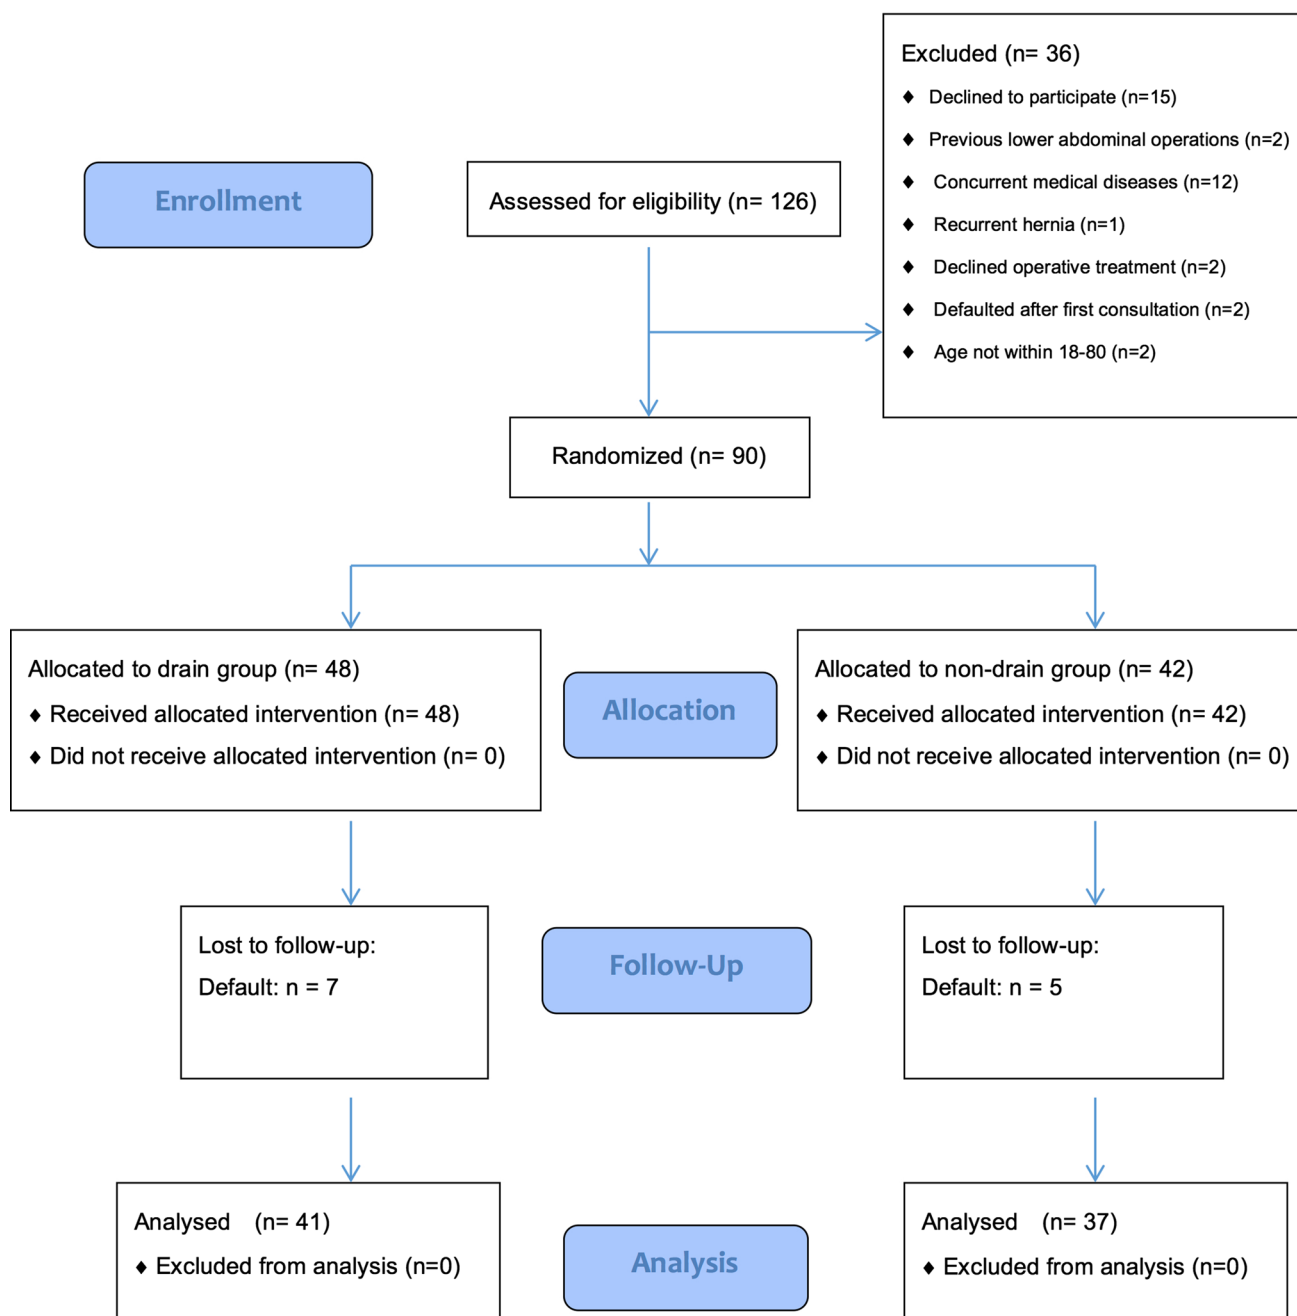 Enrollment
Assessed for eligibility (n= 126)
Excluded (n= 36)
♦ Declined to participate (n=15)
♦ Previous lower abdominal operations (n=2)
♦ Concurrent medical diseases (n=12)
♦ Recurrent hernia (n=1)
♦ Declined operative treatment (n=2)
♦ Defaulted after first consultation (n=2)
♦ Age not within 18-80 (n=2)
Randomized (n= 90)
Allocated to drain group (n= 48)
♦ Received allocated intervention (n= 48)
♦ Did not receive allocated intervention (n= 0)
Allocation
Allocated to non-drain group (n= 42)
♦ Received allocated intervention (n= 42)
♦ Did not receive allocated intervention (n= 0)
Lost to follow-up:
Default: n = 7
Follow-Up
Lost to follow-up:
Default: n = 5
Analysed (n= 41)
♦ Excluded from analysis (n=0)
Analysis
Analysed (n= 37)
♦ Excluded from analysis (n=0)